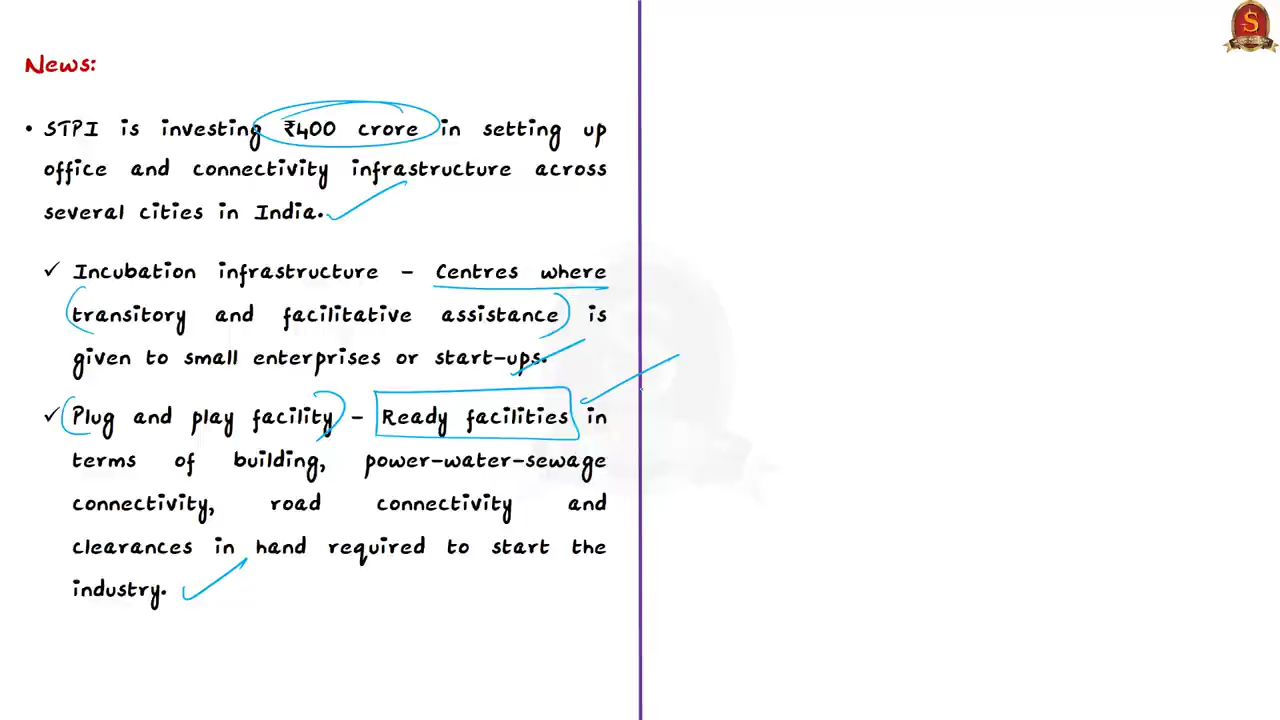 News:
• STPI is investing ₹400 crore in setting up
office and connectivity infrastructure across
several cities in India.
✓ Incubation infrastructure – Centres where
transitory and facilitative assistance is
given to small enterprises or start-ups.
✓ Plug and play facility – Ready facilities in
terms of building, power-water-sewage
connectivity, road connectivity and
clearances in hand required to start the
industry.